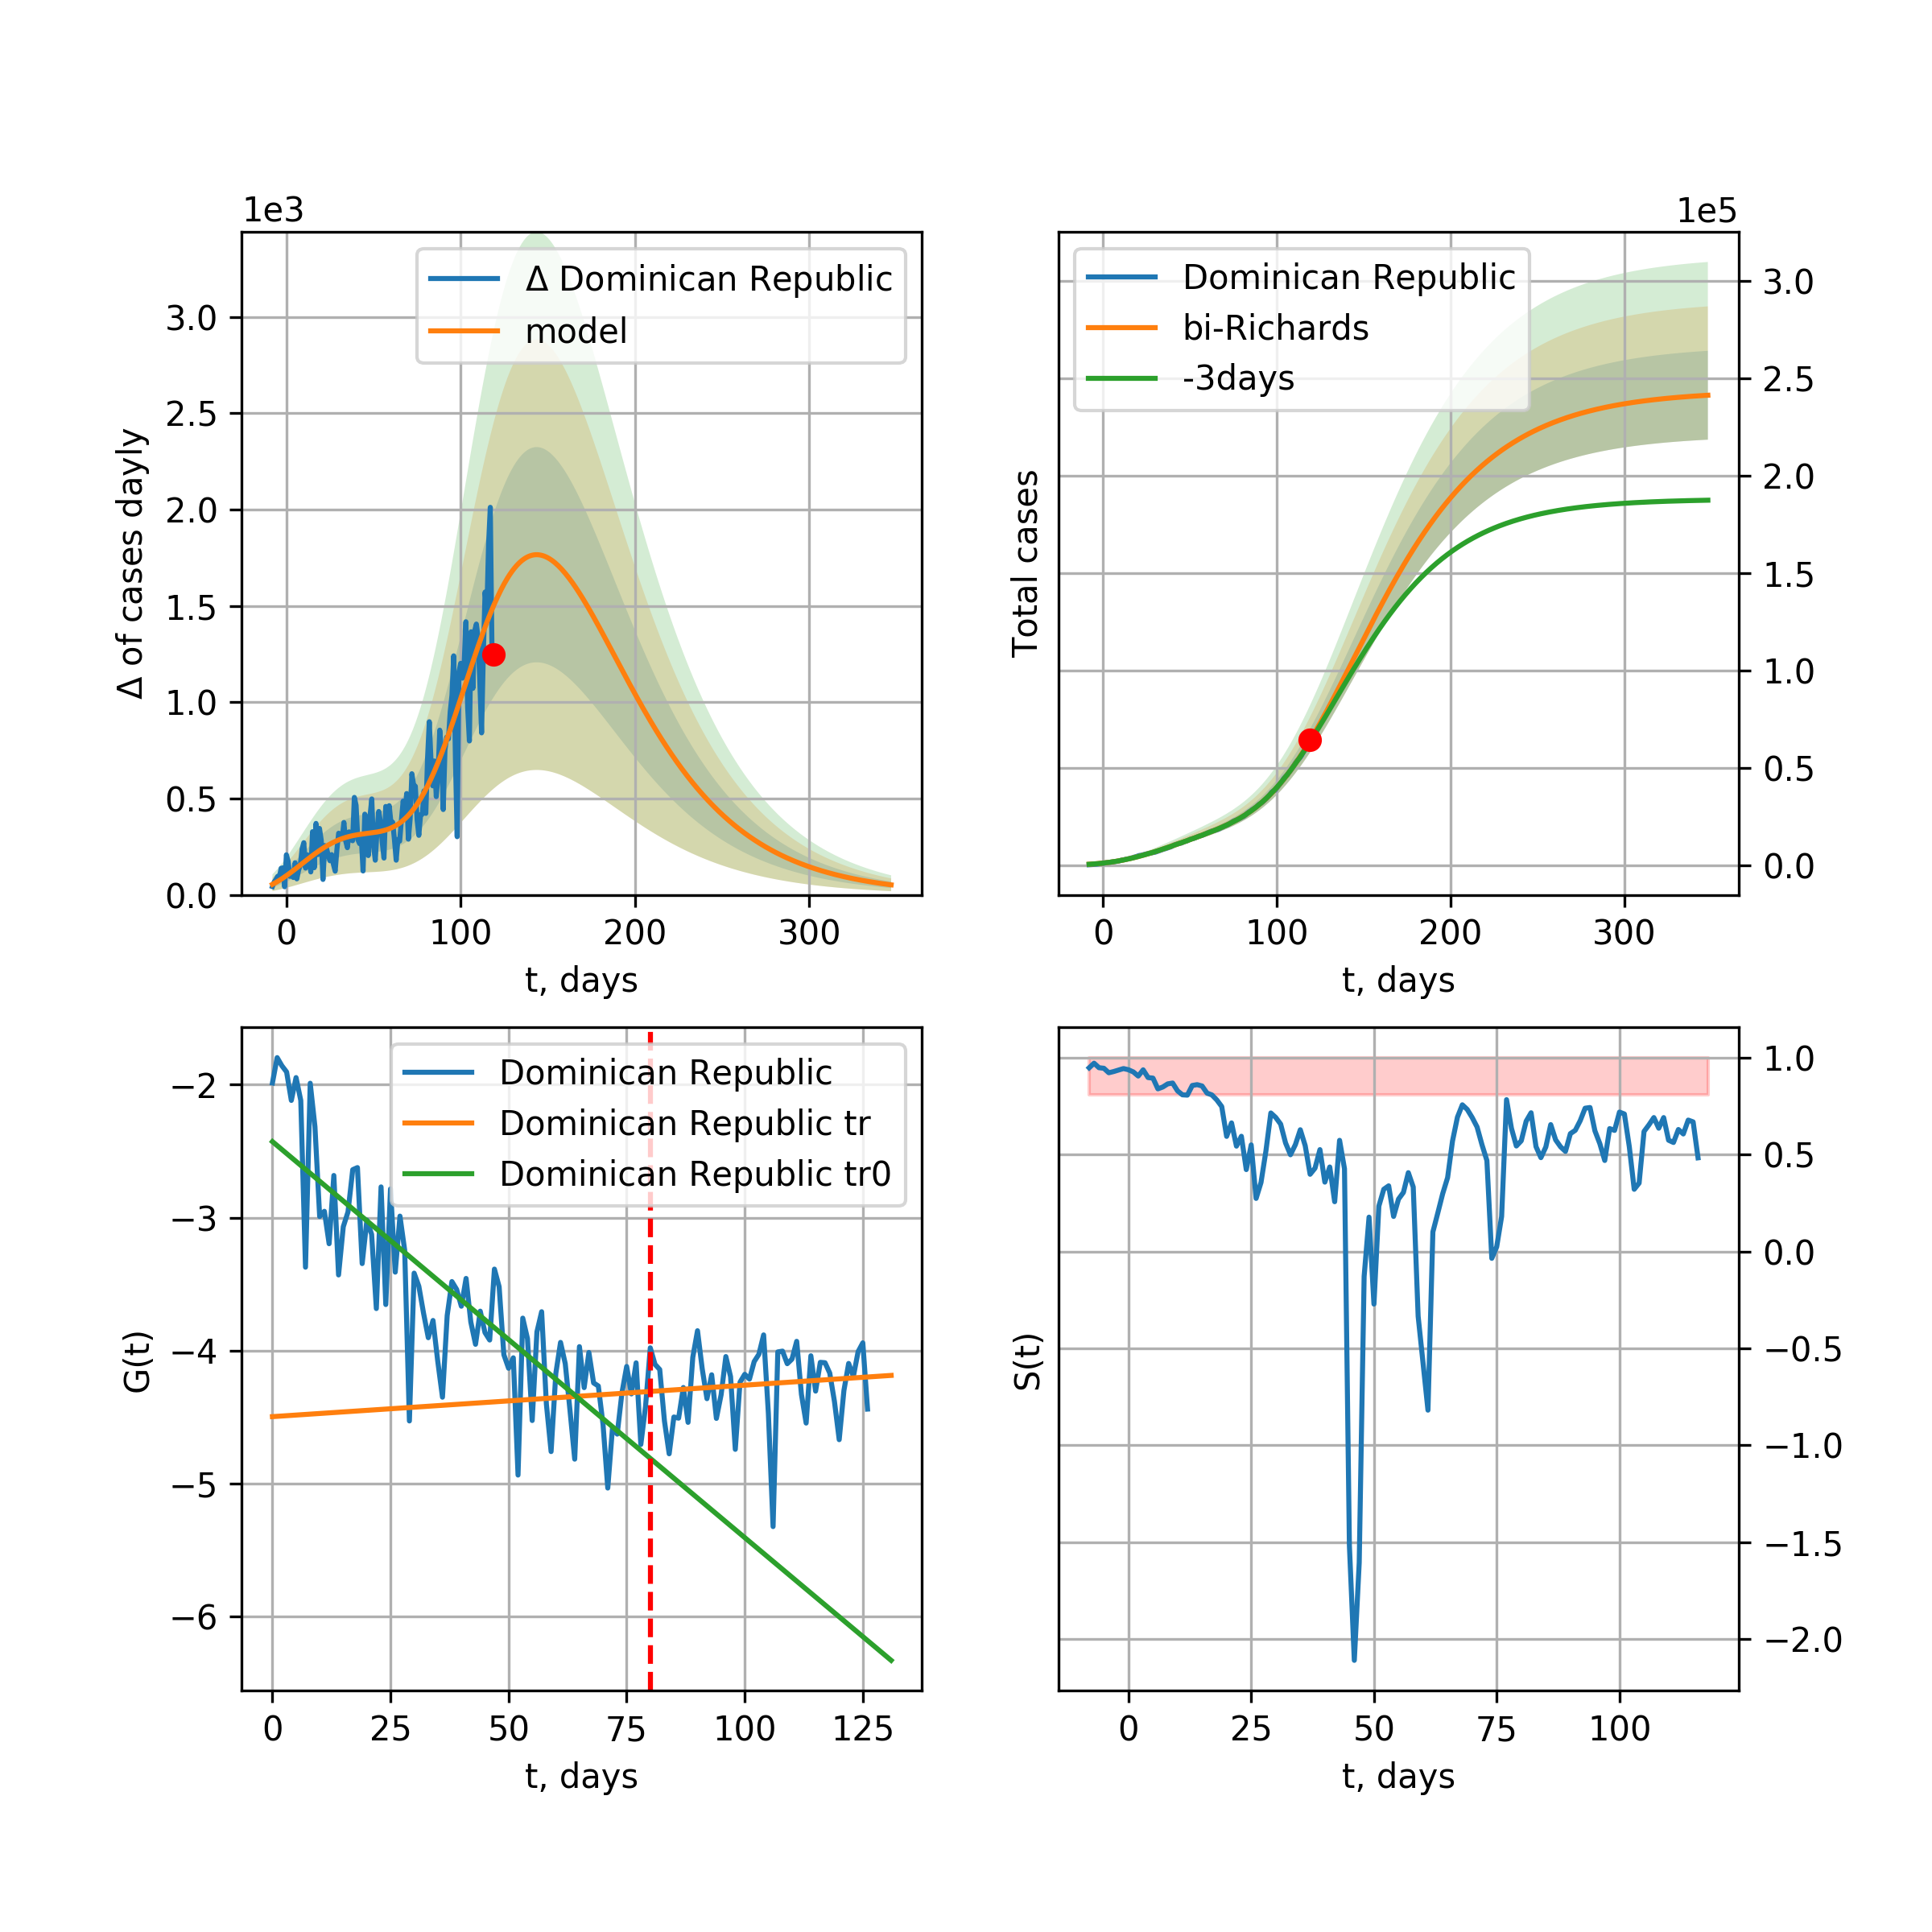 1e3
Δ Dominican Republic
model
Δ of cases dayly
3.0
2.5
2.0
1.5
1.0
0.5
0.0
0 100 200 300
t, days
1e5
Dominican Republic
bi-Richards
-3days
Total cases
3.0
2.5
2.0
1.5
1.0
0.5
0.0
0 100 200 300
t, days
Dominican Republic
Dominican Republic tr
Dominican Republic tr0
G(t)
−2
−3
−4
−5
−6
0 25 50 75 100 125
t, days
S(t)
1.0
0.5
0.0
−0.5
−1.0
−1.5
−2.0
0 25 50 75 100
t, days